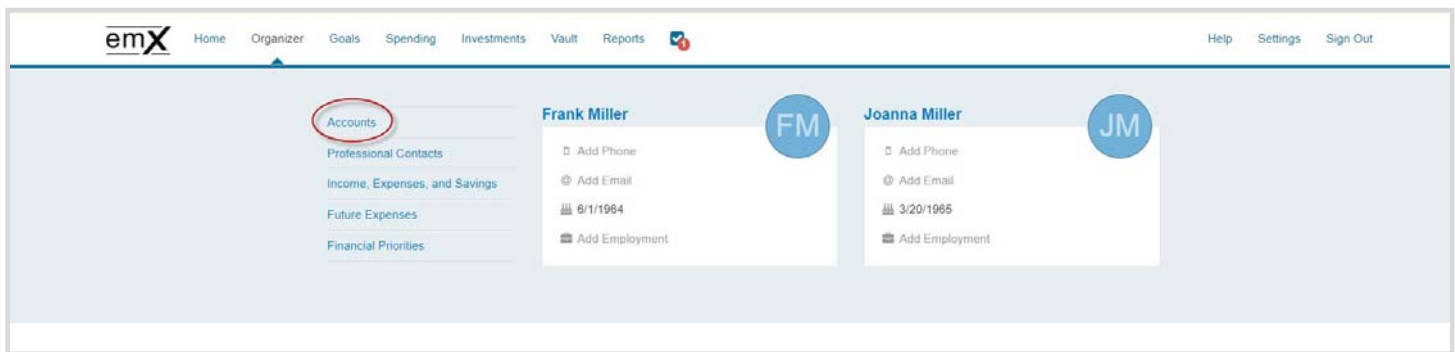 emX Home Organizer Goals Spending Investments Vault Reports 1 Help Settings Sign Out
Accounts
Professional Contacts
Income, Expenses, and Savings
Future Expenses
Financial Priorities
Frank Miller
FM
Add Phone
@ Add Email
6/1/1964
Add Employment
Joanna Miller
JM
Add Phone
@ Add Email
3/20/1965
Add Employment